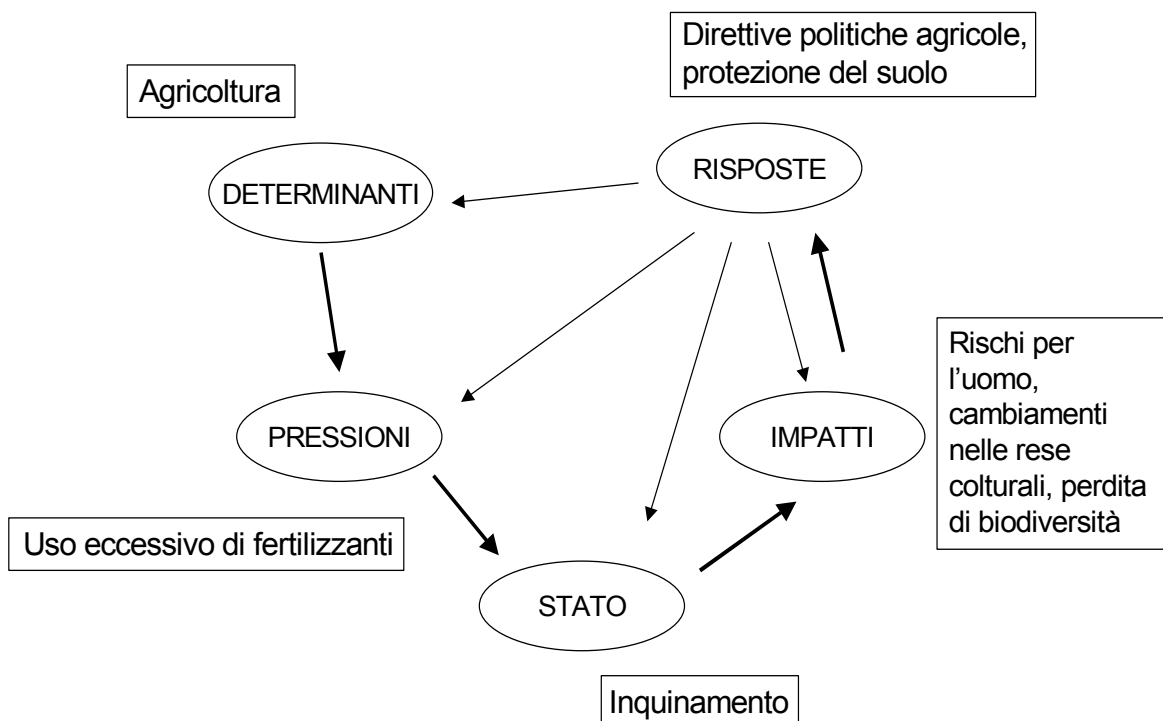 Direttive politiche agricole,
protezione del suolo
Agricoltura
RISPOSTE
DETERMINANTI
Rischi per
l’uomo,
cambiamenti
nelle rese
colturali, perdita
di biodiversità
PRESSIONI
IMPATTI
Uso eccessivo di fertilizzanti
STATO
Inquinamento